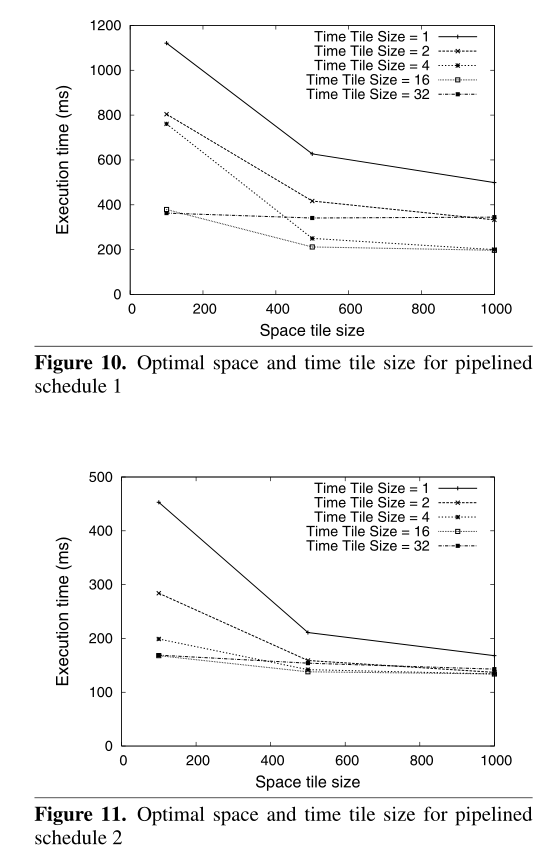 1200
1000
800
600
400
200
0
Execution time (ms)
Time Tile Size = 1
Time Tile Size = 2
Time Tile Size = 4
Time Tile Size = 16
Time Tile Size = 32
0 200 400 600 800 1000
Space tile size
Figure 10. Optimal space and time tile size for pipelined
schedule 1
500
400
300
200
100
0
Execution time (ms)
Time Tile Size = 1
Time Tile Size = 2
Time Tile Size = 4
Time Tile Size = 16
Time Tile Size = 32
0 200 400 600 800 1000
Space tile size
Figure 11. Optimal space and time tile size for pipelined
schedule 2